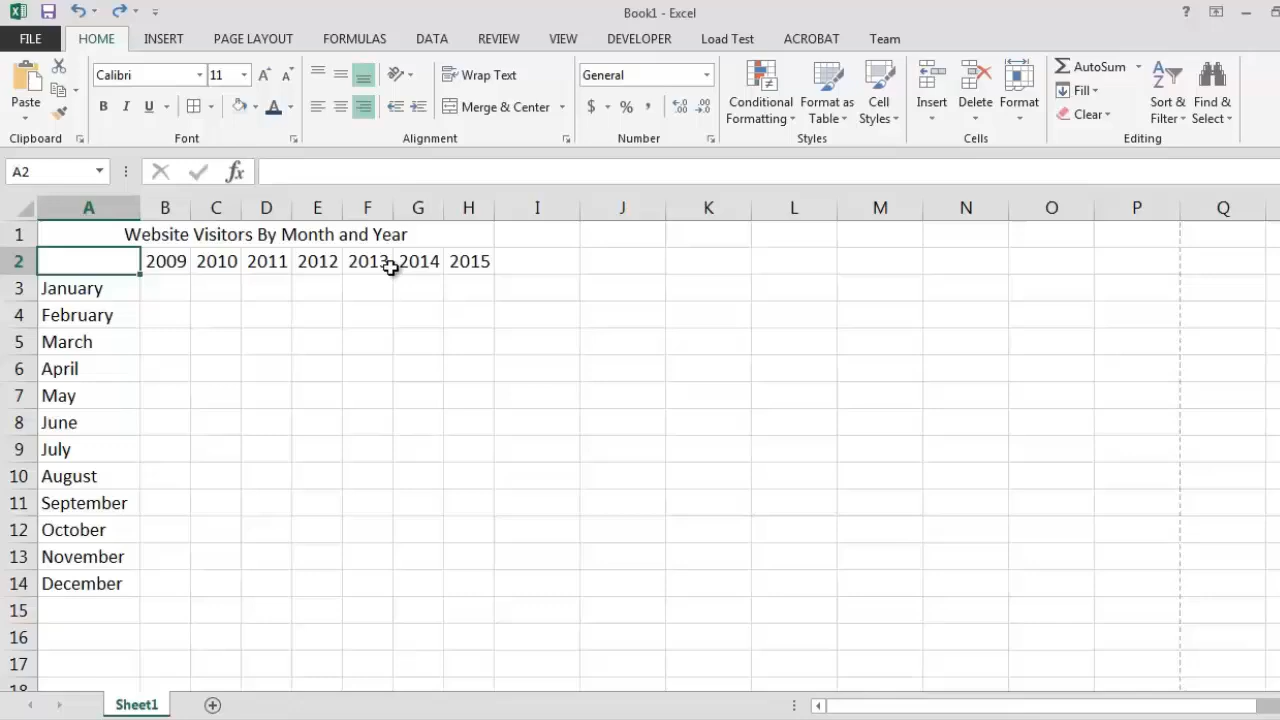 Book1 - Excel
?
FILE HOME INSERT PAGE LAYOUT FORMULAS DATA REVIEW VIEW DEVELOPER Load Test ACROBAT Team
Paste
Calibri 11
Wrap Text
General
Conditional Formatting
Format as Table
Cell Styles
Insert
Delete
Format
AutoSum
Sort & Filter
Find & Select
B I U
Merge & Center
$ % ,
Fill
Clear
Clipboard Font Alignment Number Styles Cells Editing
A2 fx
A B C D E F G H I J K L M N O P Q
1 Website Visitors By Month and Year
2 2009 2010 2011 2012 2013 2014 2015
3 January
4 February
5 March
6 April
7 May
8 June
9 July
10 August
11 September
12 October
13 November
14 December
15
16
17
18
Sheet1